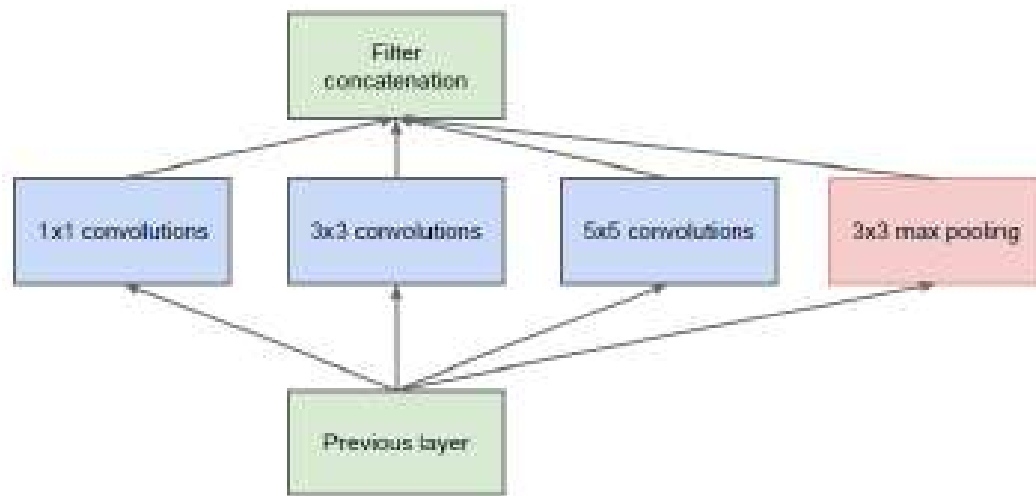 Filter
concatenation
1x1 convolutions
3x3 convolutions
5x5 convolutions
3x3 max pooling
Previous layer